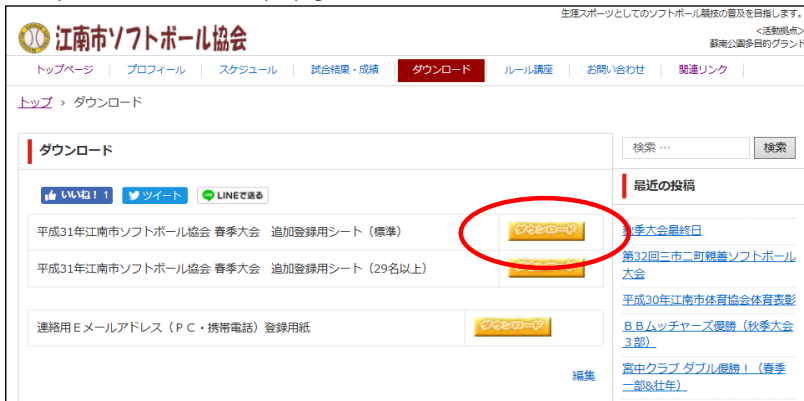 生涯スポーツとしてのソフトボール競技の普及を目指します。
江南市ソフトボール協会
<活動拠点>
蘇南公園多目的グランド
トップページ プロフィール スケジュール 試合結果・成績 ダウンロード ルール講座 お問い合わせ 関連リンク
トップ › ダウンロード
ダウンロード
いいね! 1 ツイート LINEで送る
平成31年江南市ソフトボール協会 春季大会 追加登録用シート（標準） ダウンロード
平成31年江南市ソフトボール協会 春季大会 追加登録用シート（29名以上） ダウンロード
連絡用Ｅメールアドレス（ＰＣ・携帯電話）登録用紙 ダウンロード
編集
検索 … 検索
最近の投稿
秋季大会最終日
第32回三市二町親善ソフトボール
大会
平成30年江南市体育協会体育表彰
ＢＢムッチャーズ優勝（秋季大会
３部）
宮中クラブ ダブル優勝！（春季
一部&壮年）